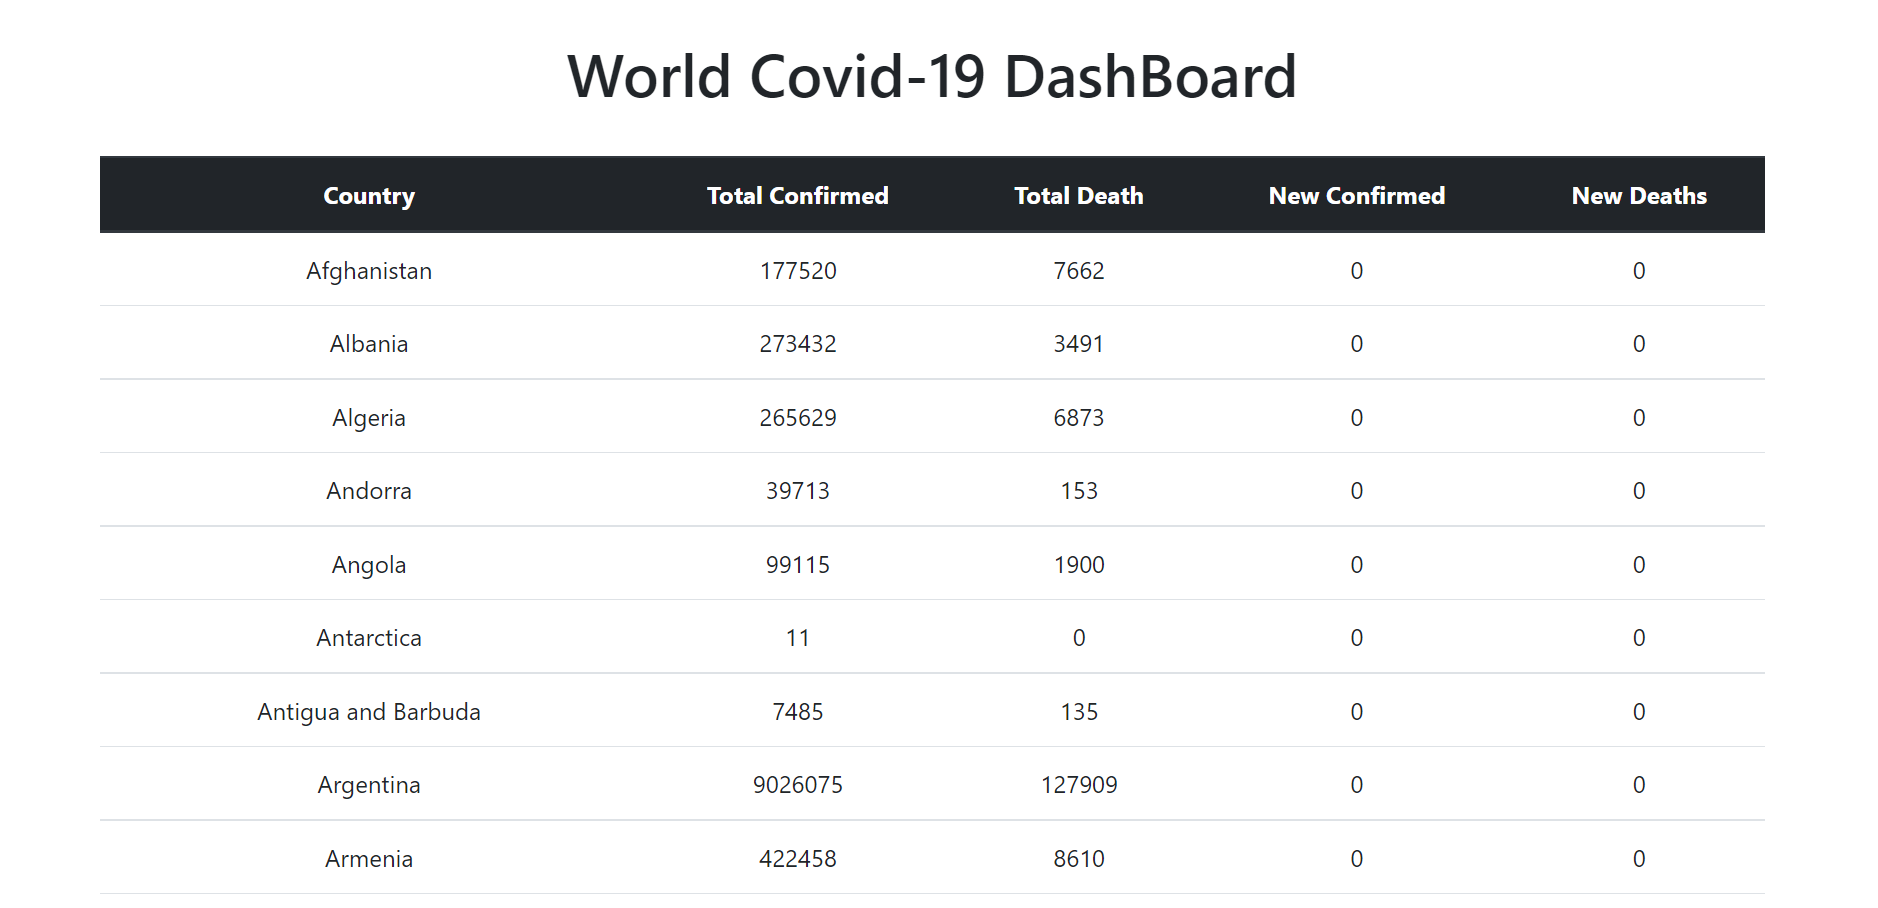 World Covid-19 DashBoard
Country Total Confirmed Total Death New Confirmed New Deaths
Afghanistan 177520 7662 0 0
Albania 273432 3491 0 0
Algeria 265629 6873 0 0
Andorra 39713 153 0 0
Angola 99115 1900 0 0
Antarctica 11 0 0 0
Antigua and Barbuda 7485 135 0 0
Argentina 9026075 127909 0 0
Armenia 422458 8610 0 0